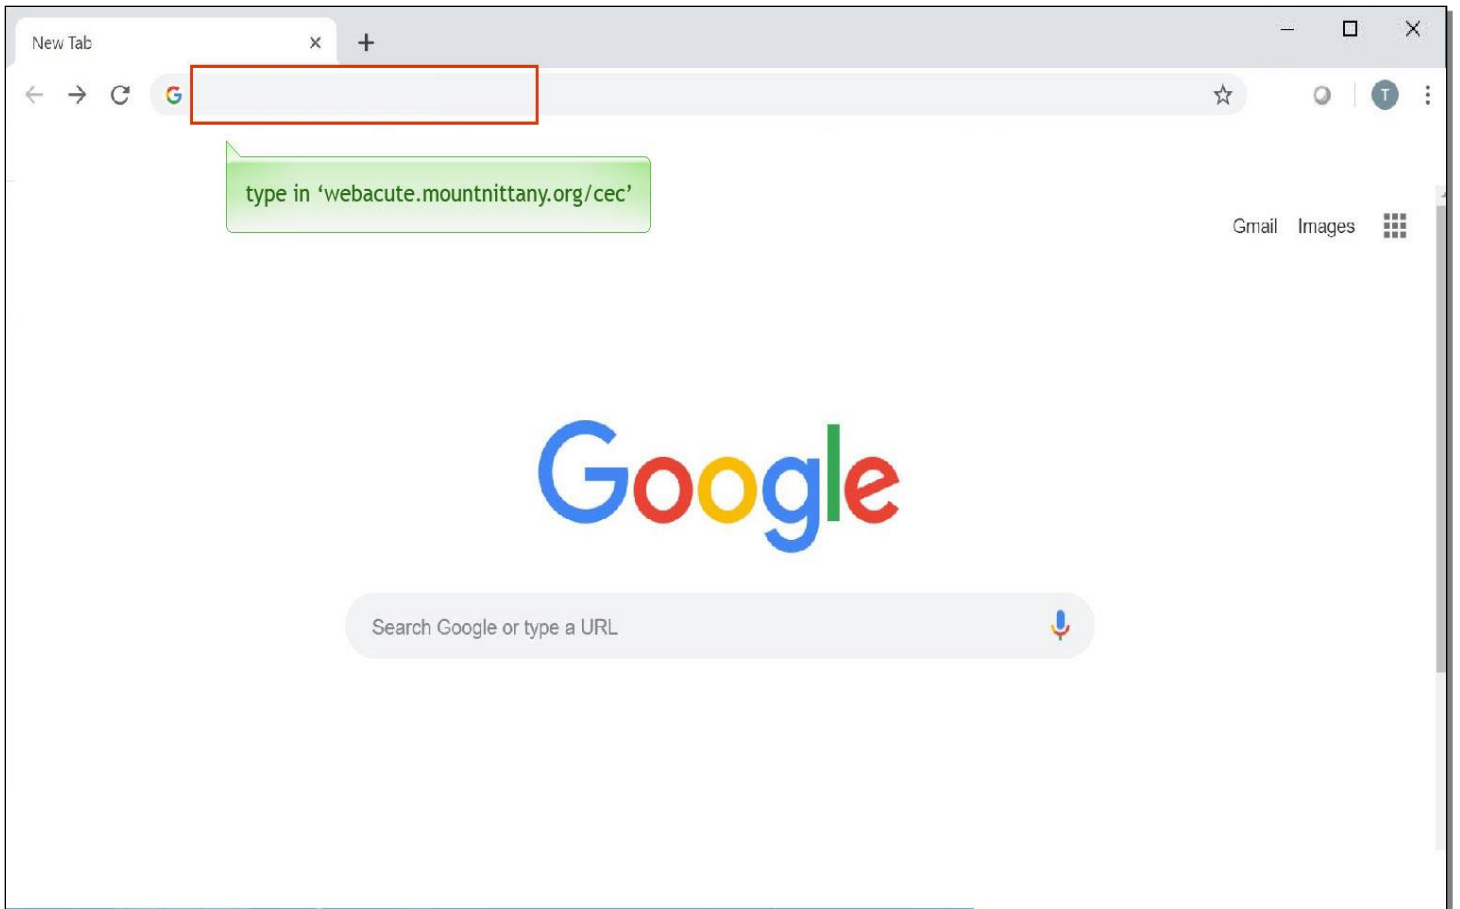 New Tab
G
T
type in ‘webacute.mountnittany.org/cec’
Gmail Images
Google
Search Google or type a URL